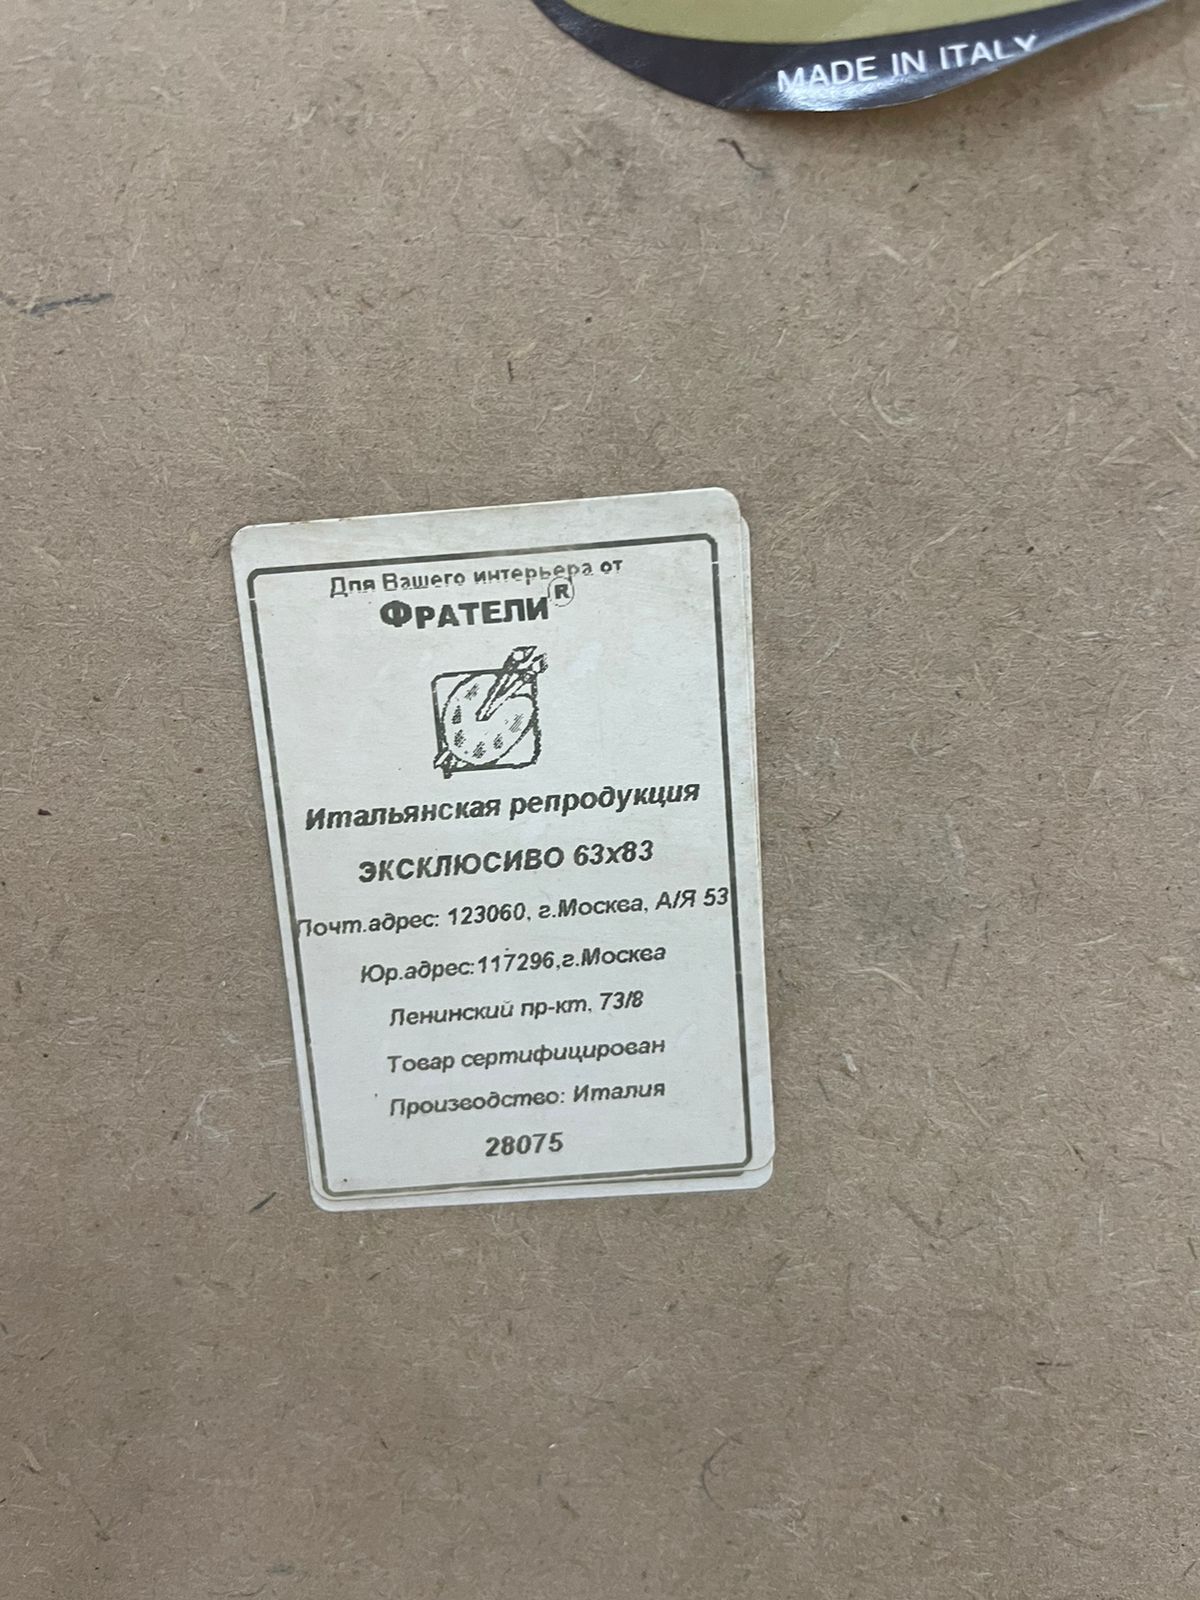 MADE IN ITALY
Для Вашего интерьера от
ФРАТЕЛИ®
Итальянская репродукция
ЭКСКЛЮСИВО 63х83
Почт.адрес: 123060, г.Москва, А/Я 53
Юр.адрес:117296,г.Москва
Ленинский пр-кт, 73/8
Товар сертифицирован
Производство: Италия
28075